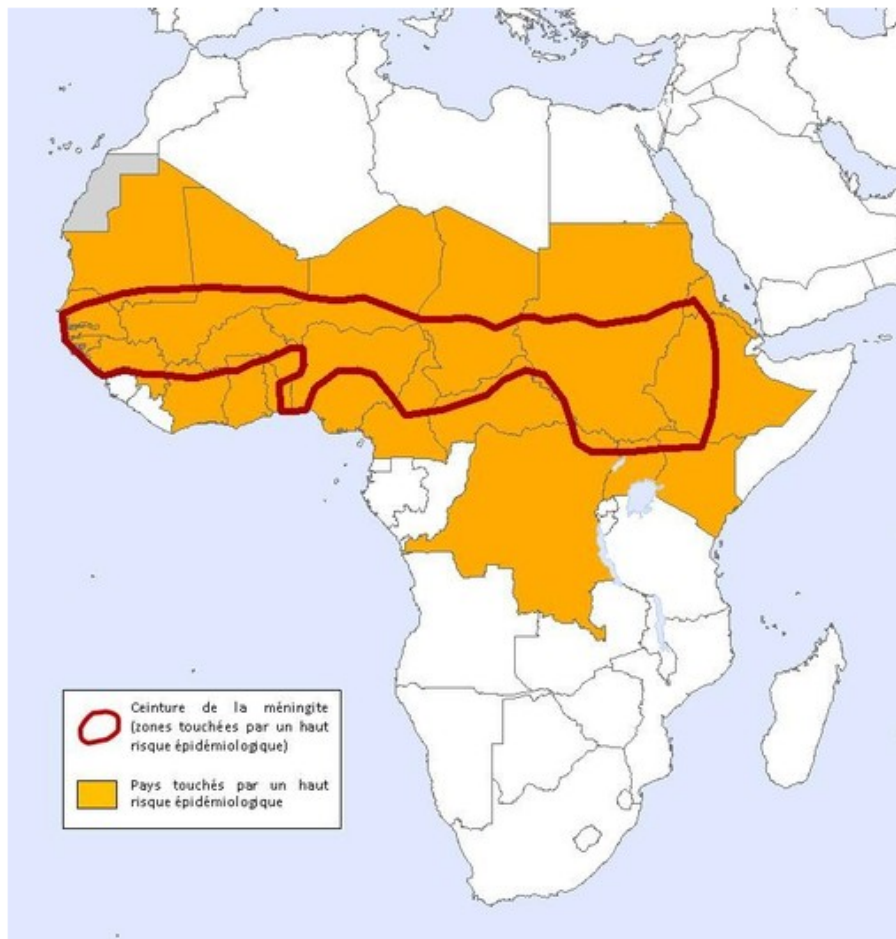 Ceinture de la méningite
(zones touchées par un haut
risque épidémiologique)
Pays touchés par un haut
risque épidémiologique